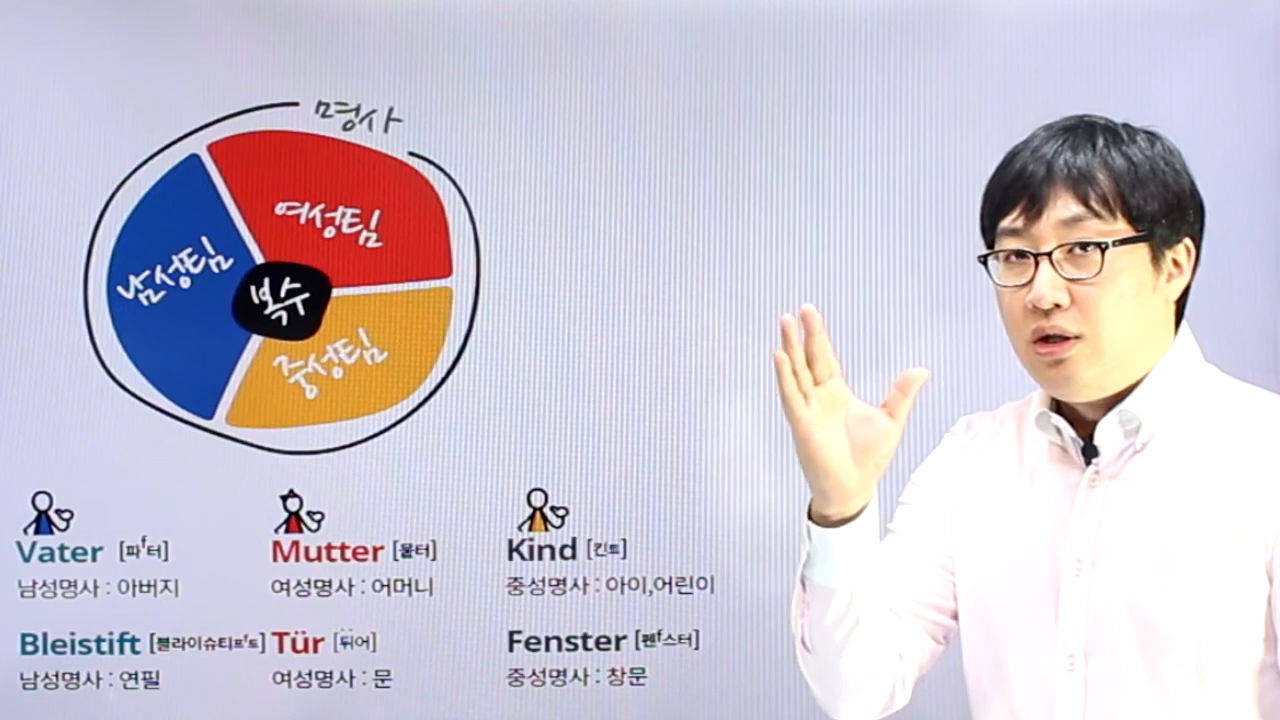 명사
여성팀
남성팀
복수
중성팀
Vater [파f터]
남성명사 : 아버지
Mutter [물터]
여성명사 : 어머니
Kind [킨트]
중성명사 : 아이,어린이
Bleistift [블라이슈티프f트]
남성명사 : 연필
Tür [튀어]
여성명사 : 문
Fenster [펜f스터]
중성명사 : 창문